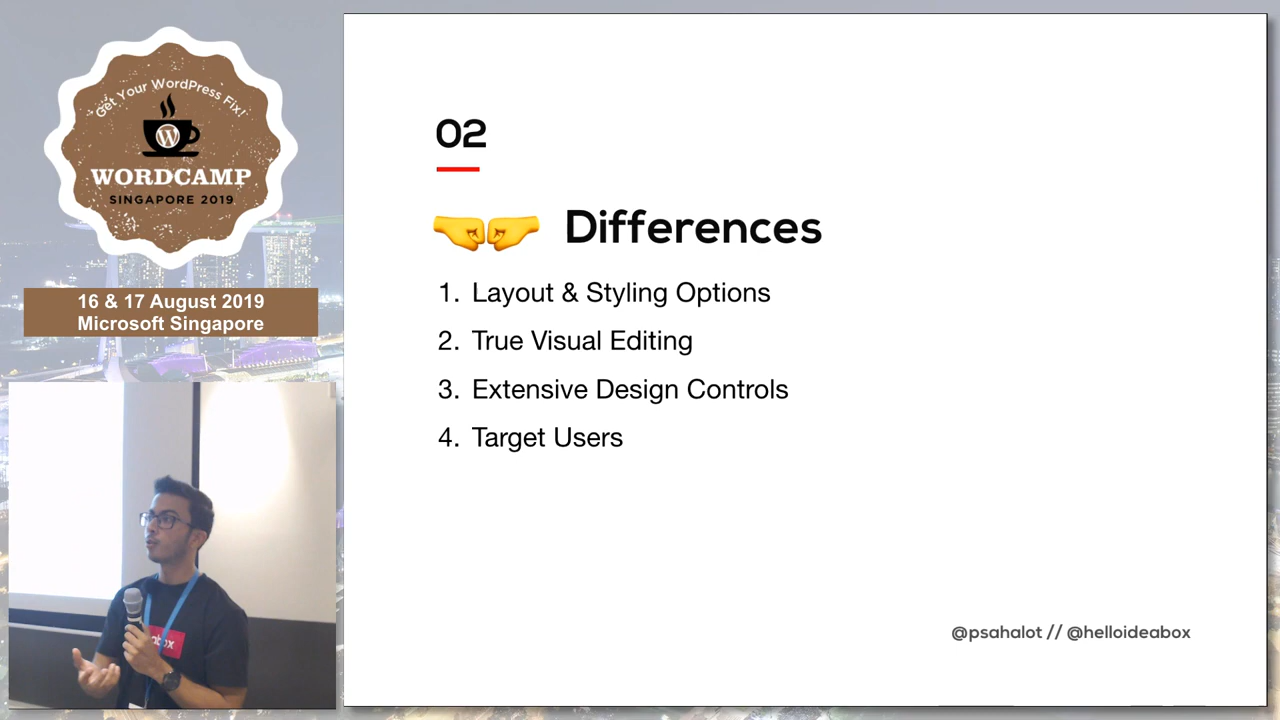 Get Your WordPress Fix!
WORDCAMP
SINGAPORE 2019
16 & 17 August 2019
Microsoft Singapore
02
Differences
1. Layout & Styling Options
2. True Visual Editing
3. Extensive Design Controls
4. Target Users
@psahalot // @helloideabox